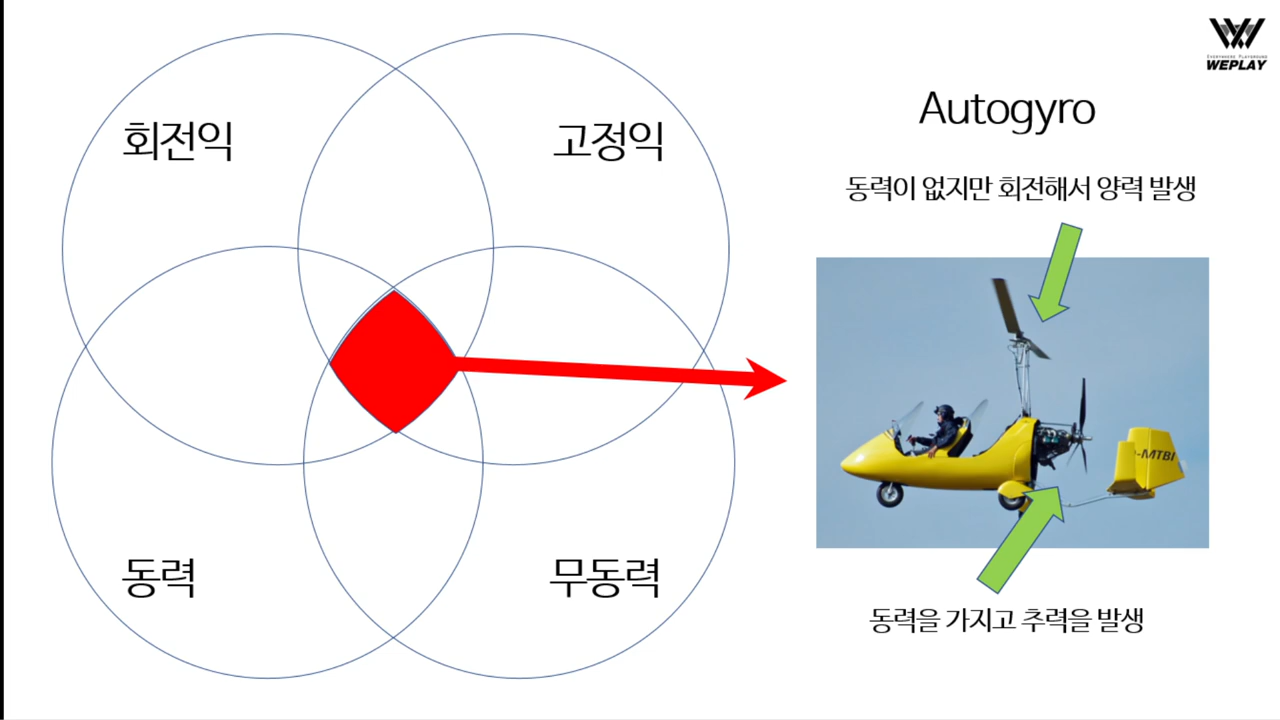 회전익
고정익
동력
무동력
EVERYWHERE PLAYGROUND
WEPLAY
Autogyro
동력이 없지만 회전해서 양력 발생
-MTBI
동력을 가지고 추력을 발생